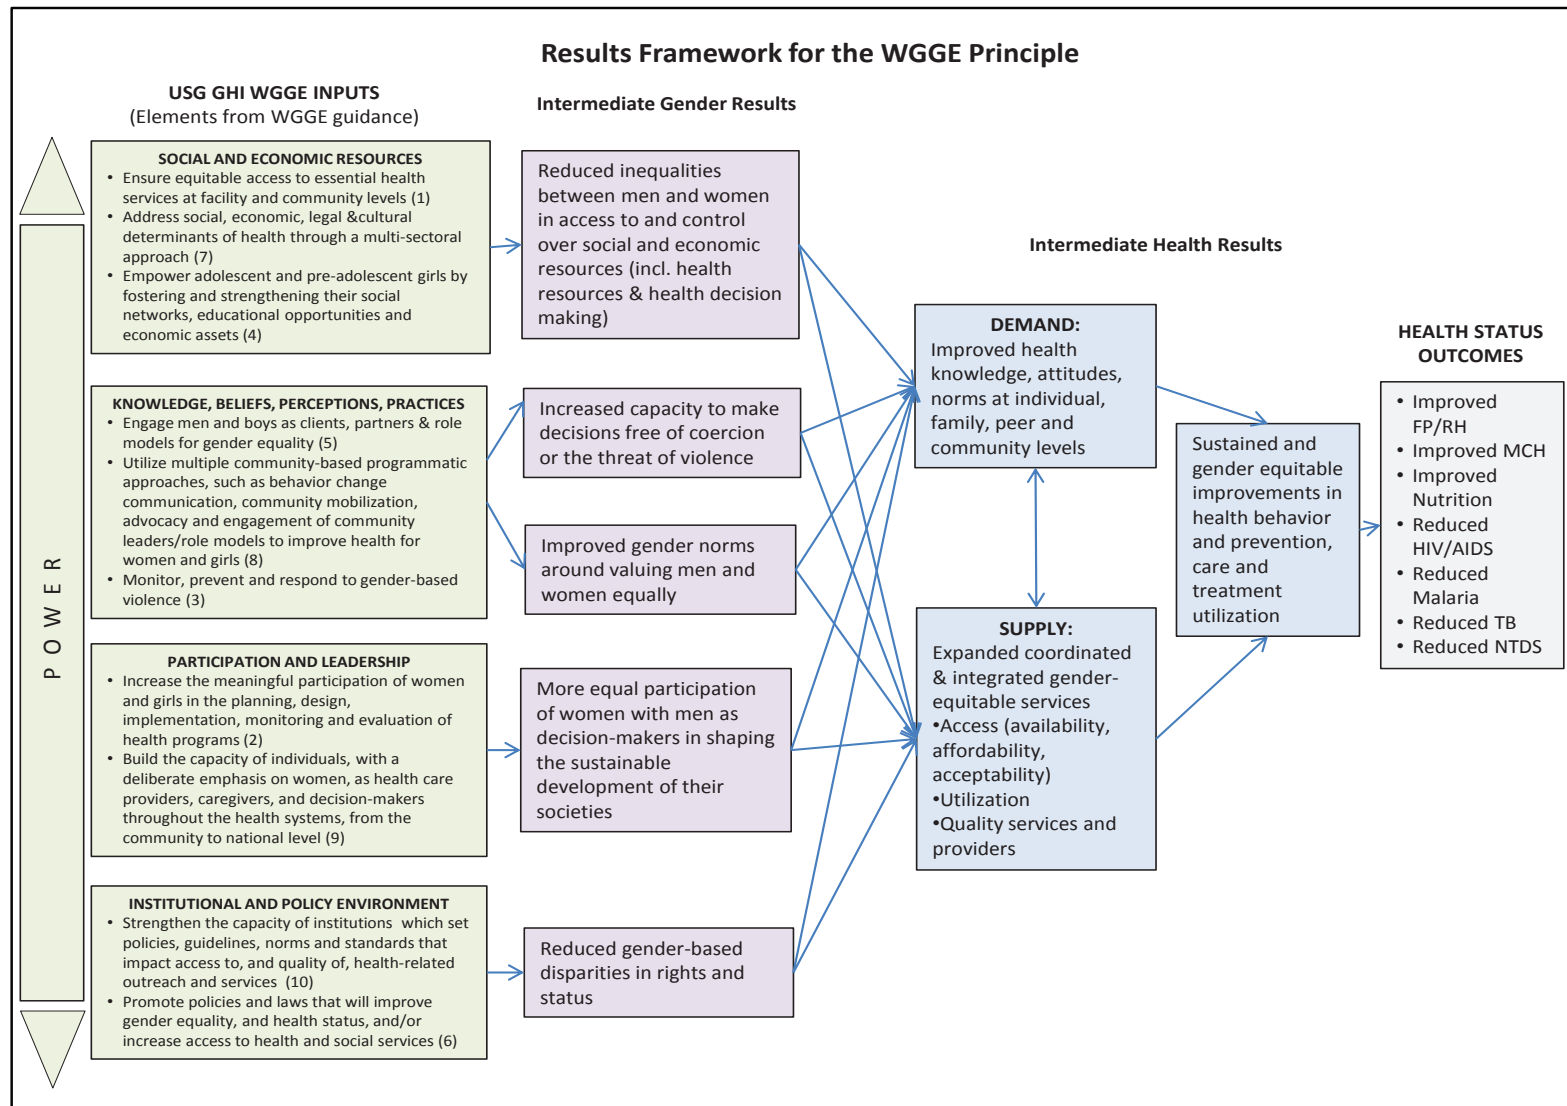 Results Framework for the WGGE Principle
USG GHI WGGE INPUTS
(Elements from WGGE guidance)
Intermediate Gender Results
POWER
SOCIAL AND ECONOMIC RESOURCES
• Ensure equitable access to essential health
services at facility and community levels (1)
• Address social, economic, legal &cultural
determinants of health through a multi-sectoral
approach (7)
• Empower adolescent and pre-adolescent girls by
fostering and strengthening their social
networks, educational opportunities and
economic assets (4)
KNOWLEDGE, BELIEFS, PERCEPTIONS, PRACTICES
• Engage men and boys as clients, partners & role
models for gender equality (5)
• Utilize multiple community-based programmatic
approaches, such as behavior change
communication, community mobilization,
advocacy and engagement of community
leaders/role models to improve health for
women and girls (8)
• Monitor, prevent and respond to gender-based
violence (3)
PARTICIPATION AND LEADERSHIP
• Increase the meaningful participation of women
and girls in the planning, design,
implementation, monitoring and evaluation of
health programs (2)
• Build the capacity of individuals, with a
deliberate emphasis on women, as health care
providers, caregivers, and decision-makers
throughout the health systems, from the
community to national level (9)
INSTITUTIONAL AND POLICY ENVIRONMENT
• Strengthen the capacity of institutions which set
policies, guidelines, norms and standards that
impact access to, and quality of, health-related
outreach and services (10)
• Promote policies and laws that will improve
gender equality, and health status, and/or
increase access to health and social services (6)
Reduced inequalities
between men and women
in access to and control
over social and economic
resources (incl. health
resources & health decision
making)
Increased capacity to make
decisions free of coercion
or the threat of violence
Improved gender norms
around valuing men and
women equally
More equal participation
of women with men as
decision-makers in shaping
the sustainable
development of their
societies
Reduced gender-based
disparities in rights and
status
Intermediate Health Results
DEMAND:
Improved health
knowledge, attitudes,
norms at individual,
family, peer and
community levels
SUPPLY:
Expanded coordinated
& integrated gender-
equitable services
•Access (availability,
affordability,
acceptability)
•Utilization
•Quality services and
providers
Sustained and
gender equitable
improvements in
health behavior
and prevention,
care and
treatment
utilization
HEALTH STATUS
OUTCOMES
• Improved
FP/RH
• Improved MCH
• Improved
Nutrition
• Reduced
HIV/AIDS
• Reduced
Malaria
• Reduced TB
• Reduced NTDS